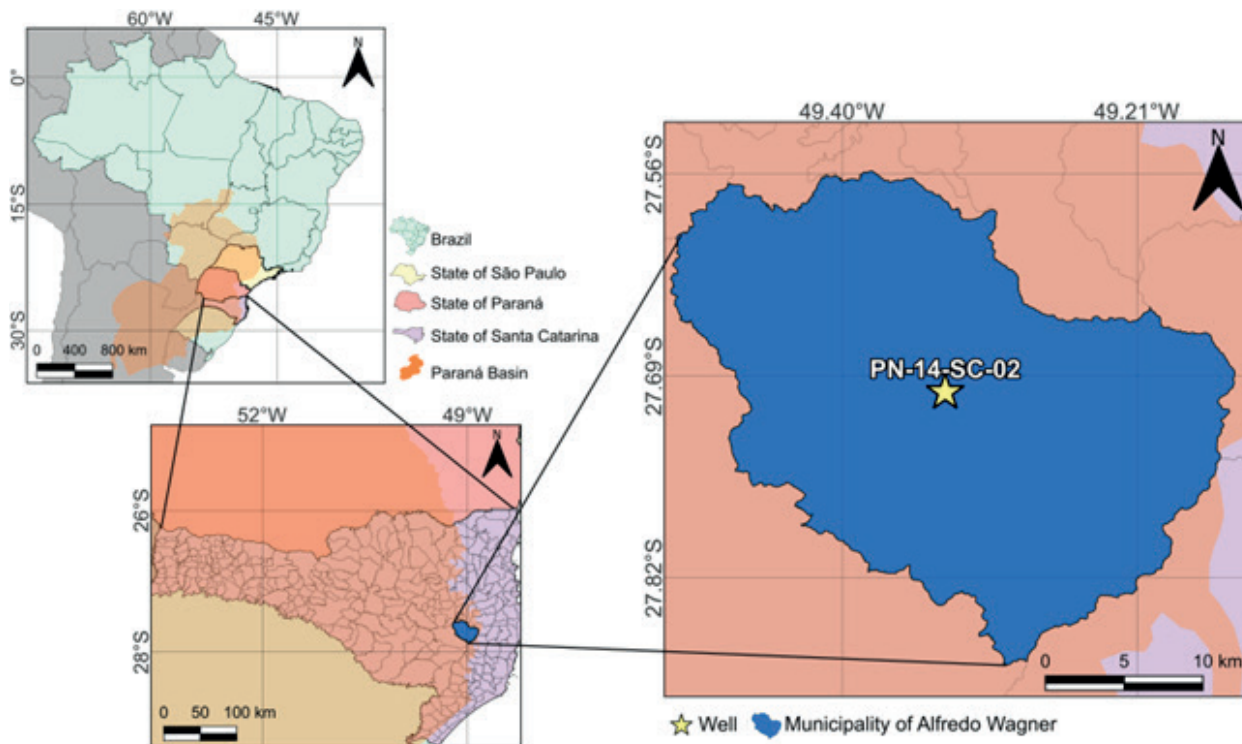 60°W 45°W
N
0°
15°S
30°S
0 400 800 km
Brazil
State of São Paulo
State of Paraná
State of Santa Catarina
Paraná Basin
52°W 49°W
N
26°S
28°S
0 50 100 km
49.40°W 49.21°W
N
27.56°S
27.69°S
27.82°S
PN-14-SC-02
0 5 10 km
Well
Municipality of Alfredo Wagner